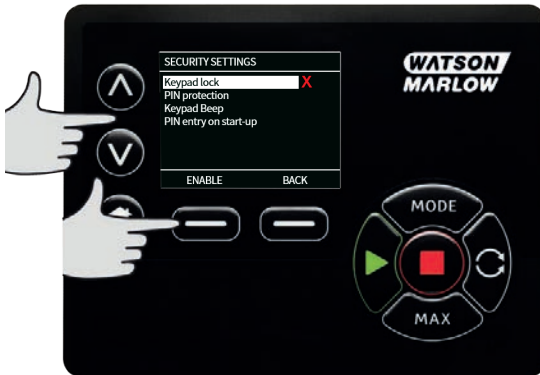 SECURITY SETTINGS
Keypad lock X
PIN protection
Keypad Beep
PIN entry on start-up
ENABLE BACK
WATSON
MARLOW
MODE
MAX